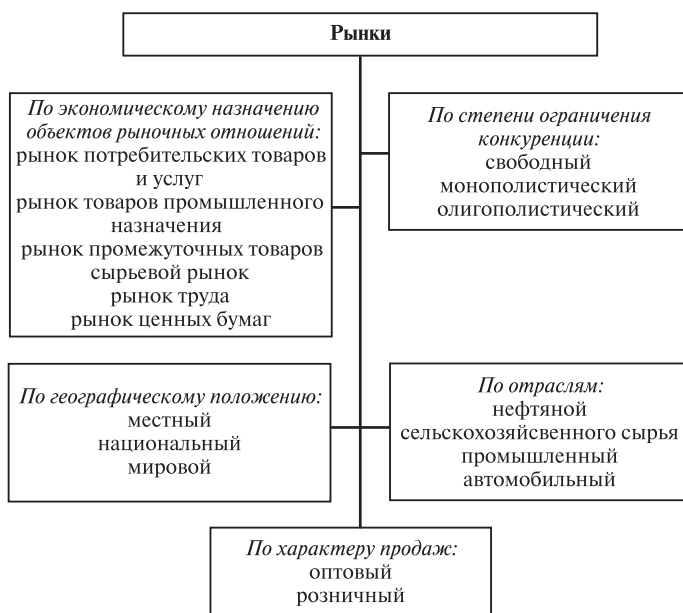 Рынки
По экономическому назначению
объектов рыночных отношений:
рынок потребительских товаров
и услуг
рынок товаров промышленного
назначения
рынок промежуточных товаров
сырьевой рынок
рынок труда
рынок ценных бумаг
По степени ограничения
конкуренции:
свободный
монополистический
олигополистический
По географическому положению:
местный
национальный
мировой
По отраслям:
нефтяной
сельскохозяйсвенного сырья
промышленный
автомобильный
По характеру продаж:
оптовый
розничный